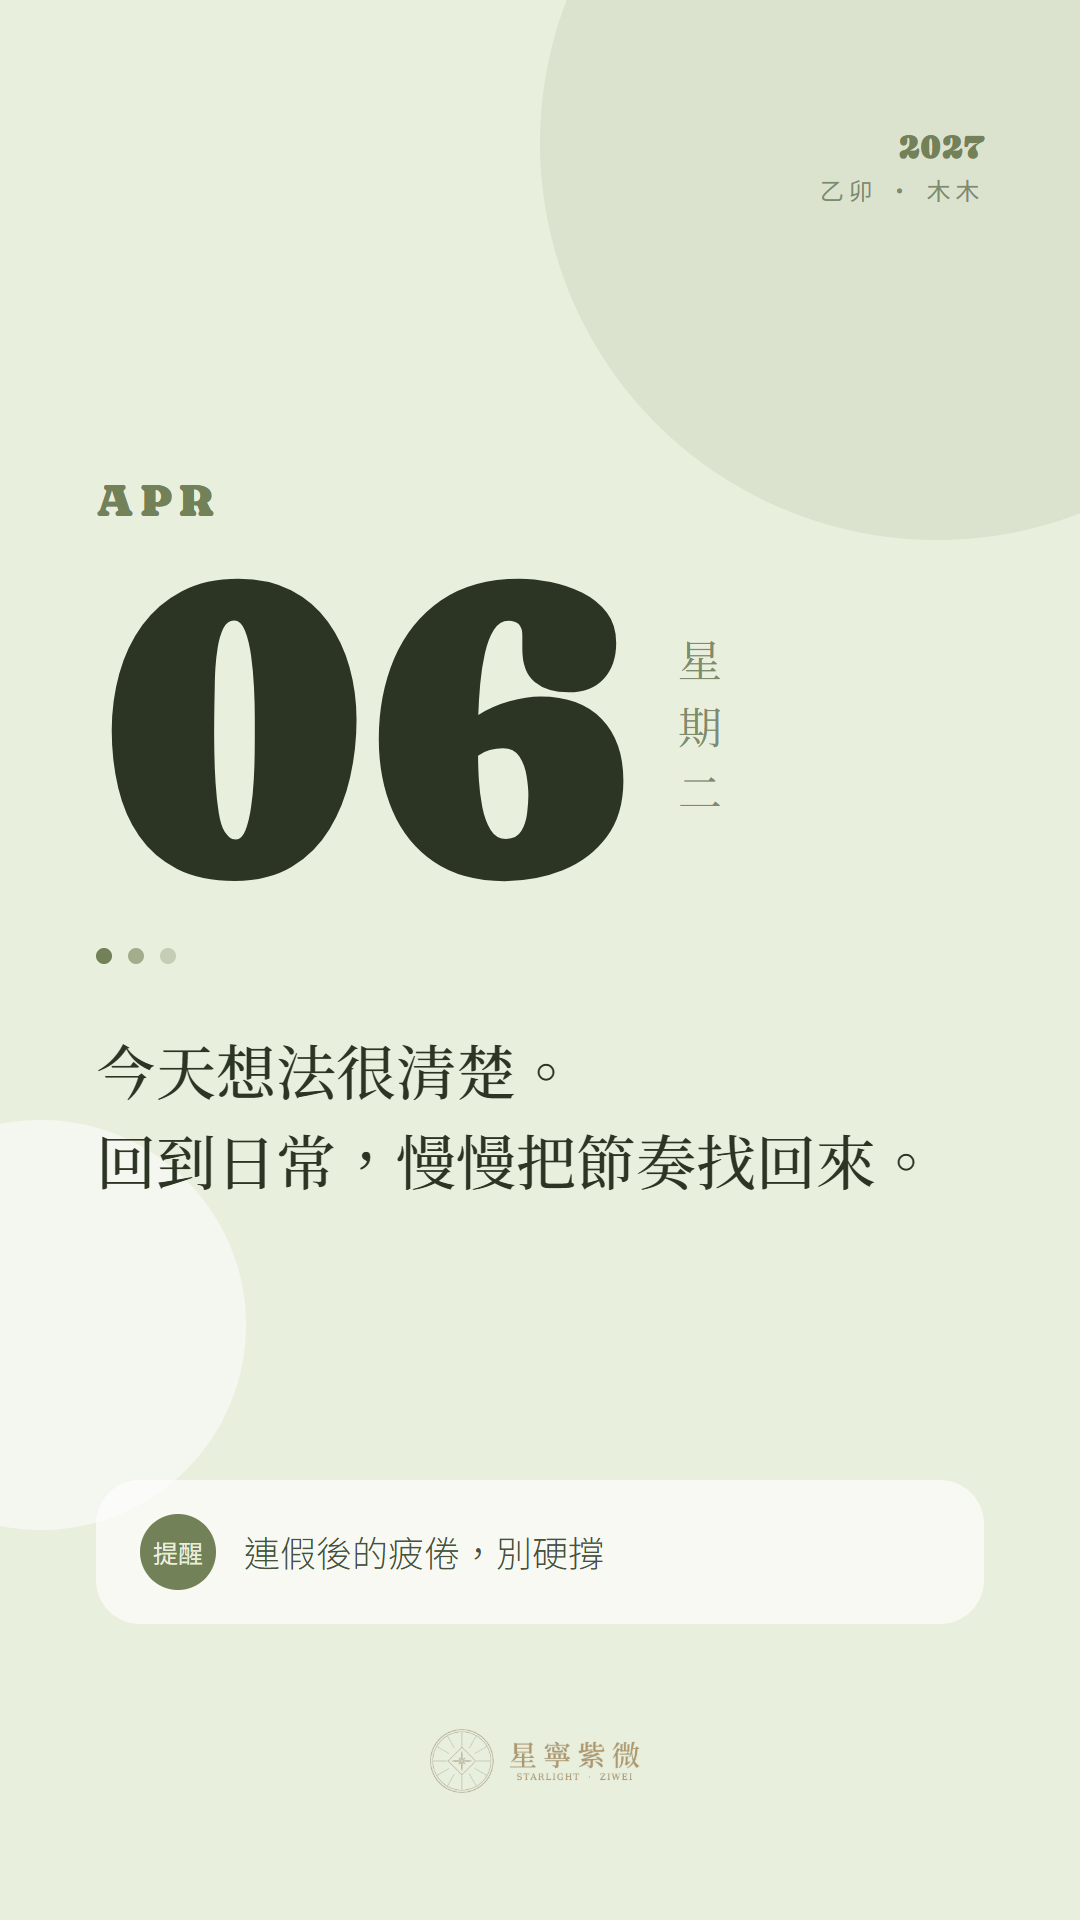 2027
乙卯 · 木木
APR
06
星期二
今天想法很清楚。
回到日常，慢慢把節奏找回來。
提醒
連假後的疲倦，別硬撐
星寧紫微
STARLIGHT · ZIWEI